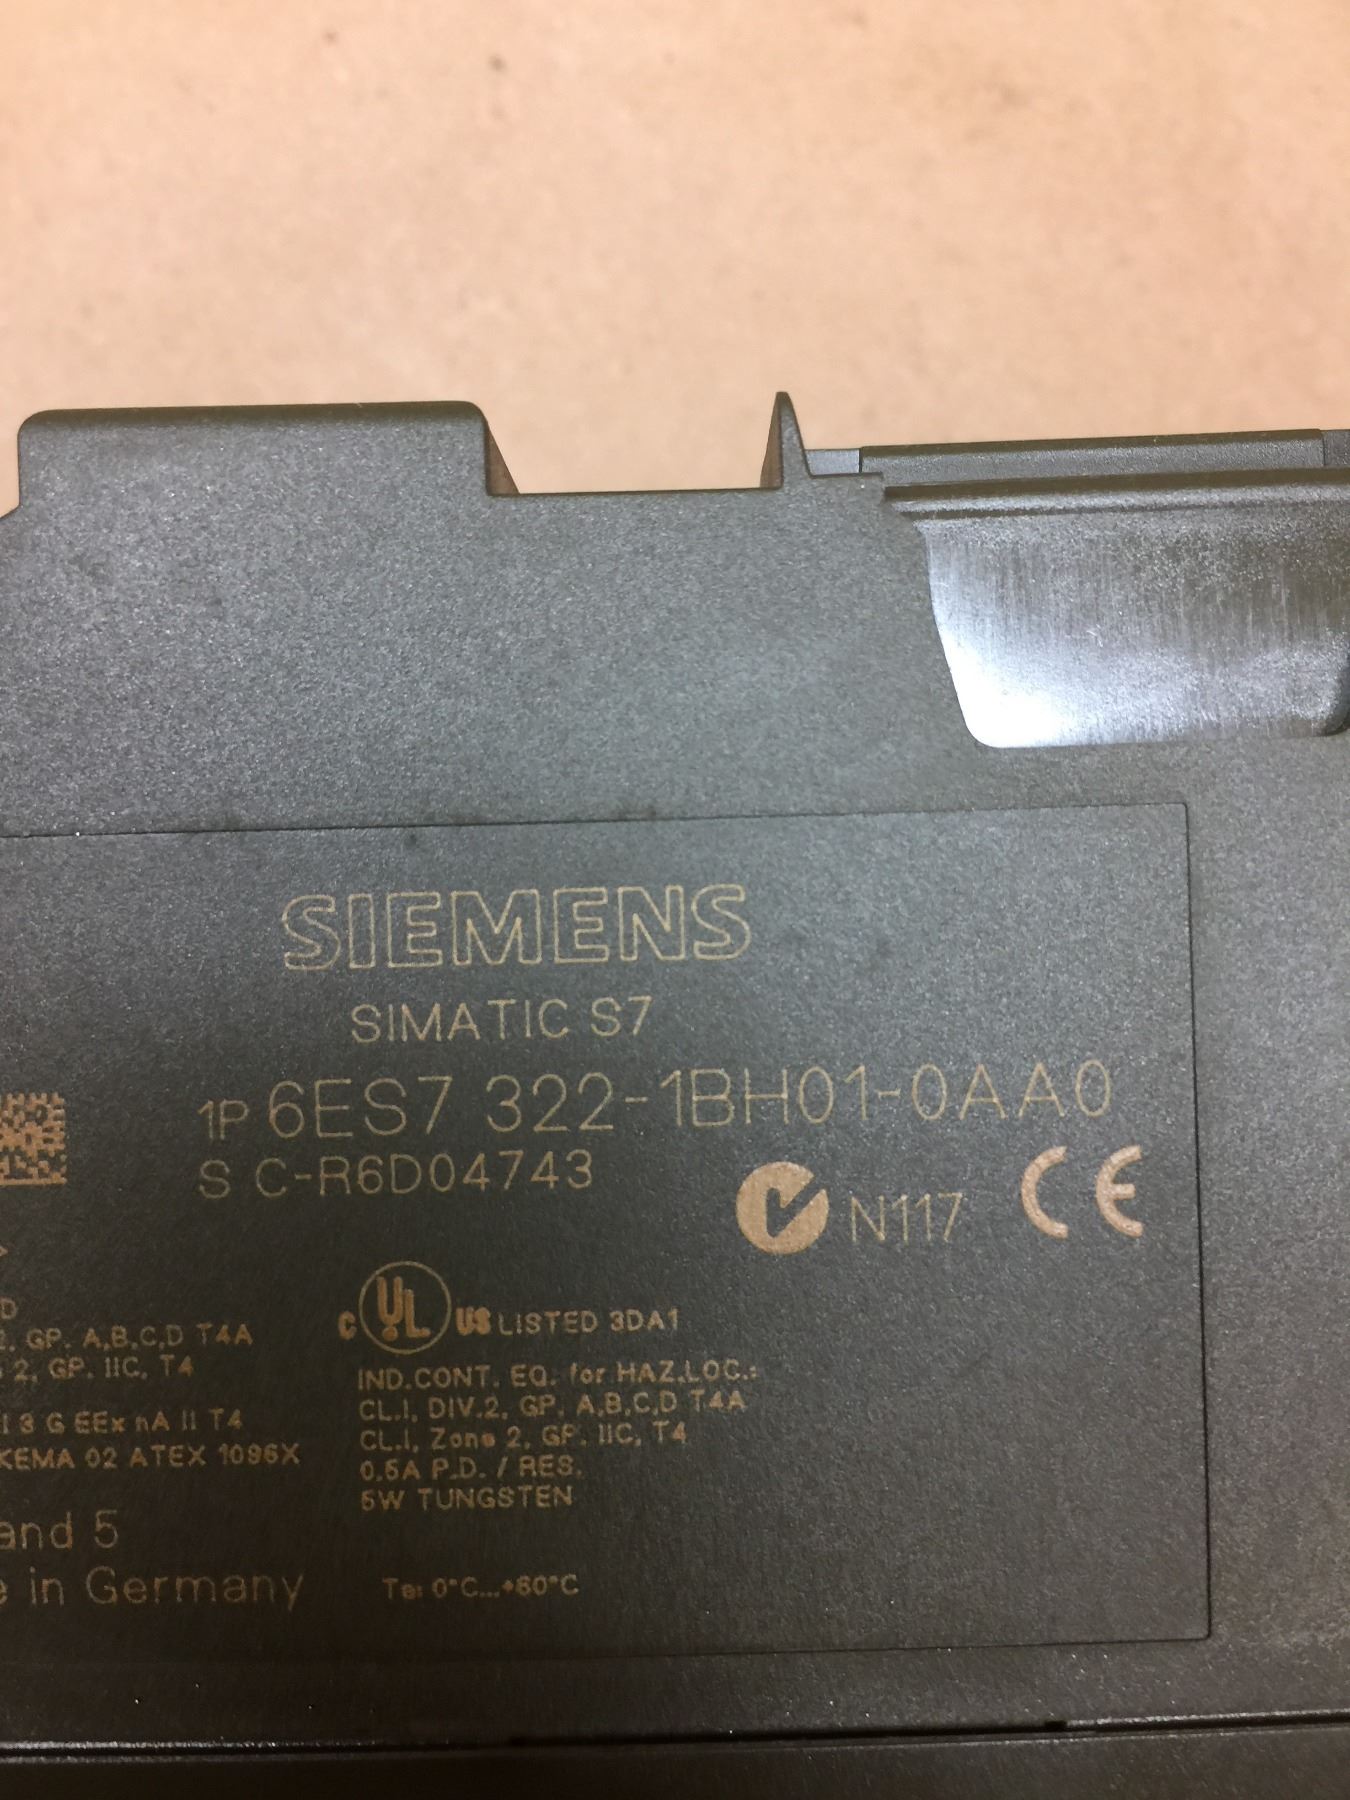 SIEMENS
SIMATIC S7
1P 6ES7 322-1BH01-0AA0
S C-R6D04743
N117 CE
C UL US LISTED 3DA1
D
2, GP. A,B,C,D T4A
2, GP. IIC, T4
II 3 G EEx nA II T4
KEMA 02 ATEX 1096X
IND.CONT. EQ. for HAZ.LOC.:
CL.I, DIV.2, GP. A,B,C,D T4A
CL.I, Zone 2, GP. IIC, T4
0.5A P.D. / RES.
5W TUNGSTEN
and 5
e in Germany
Ta: 0°C...+60°C